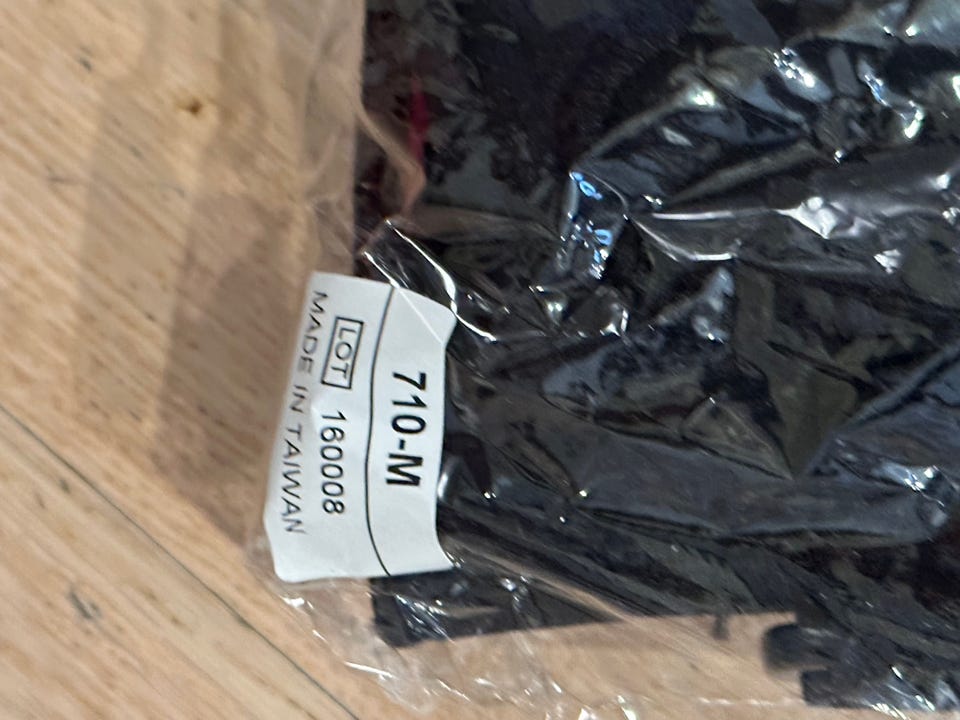 710-M
LOT 160008
MADE IN TAIWAN